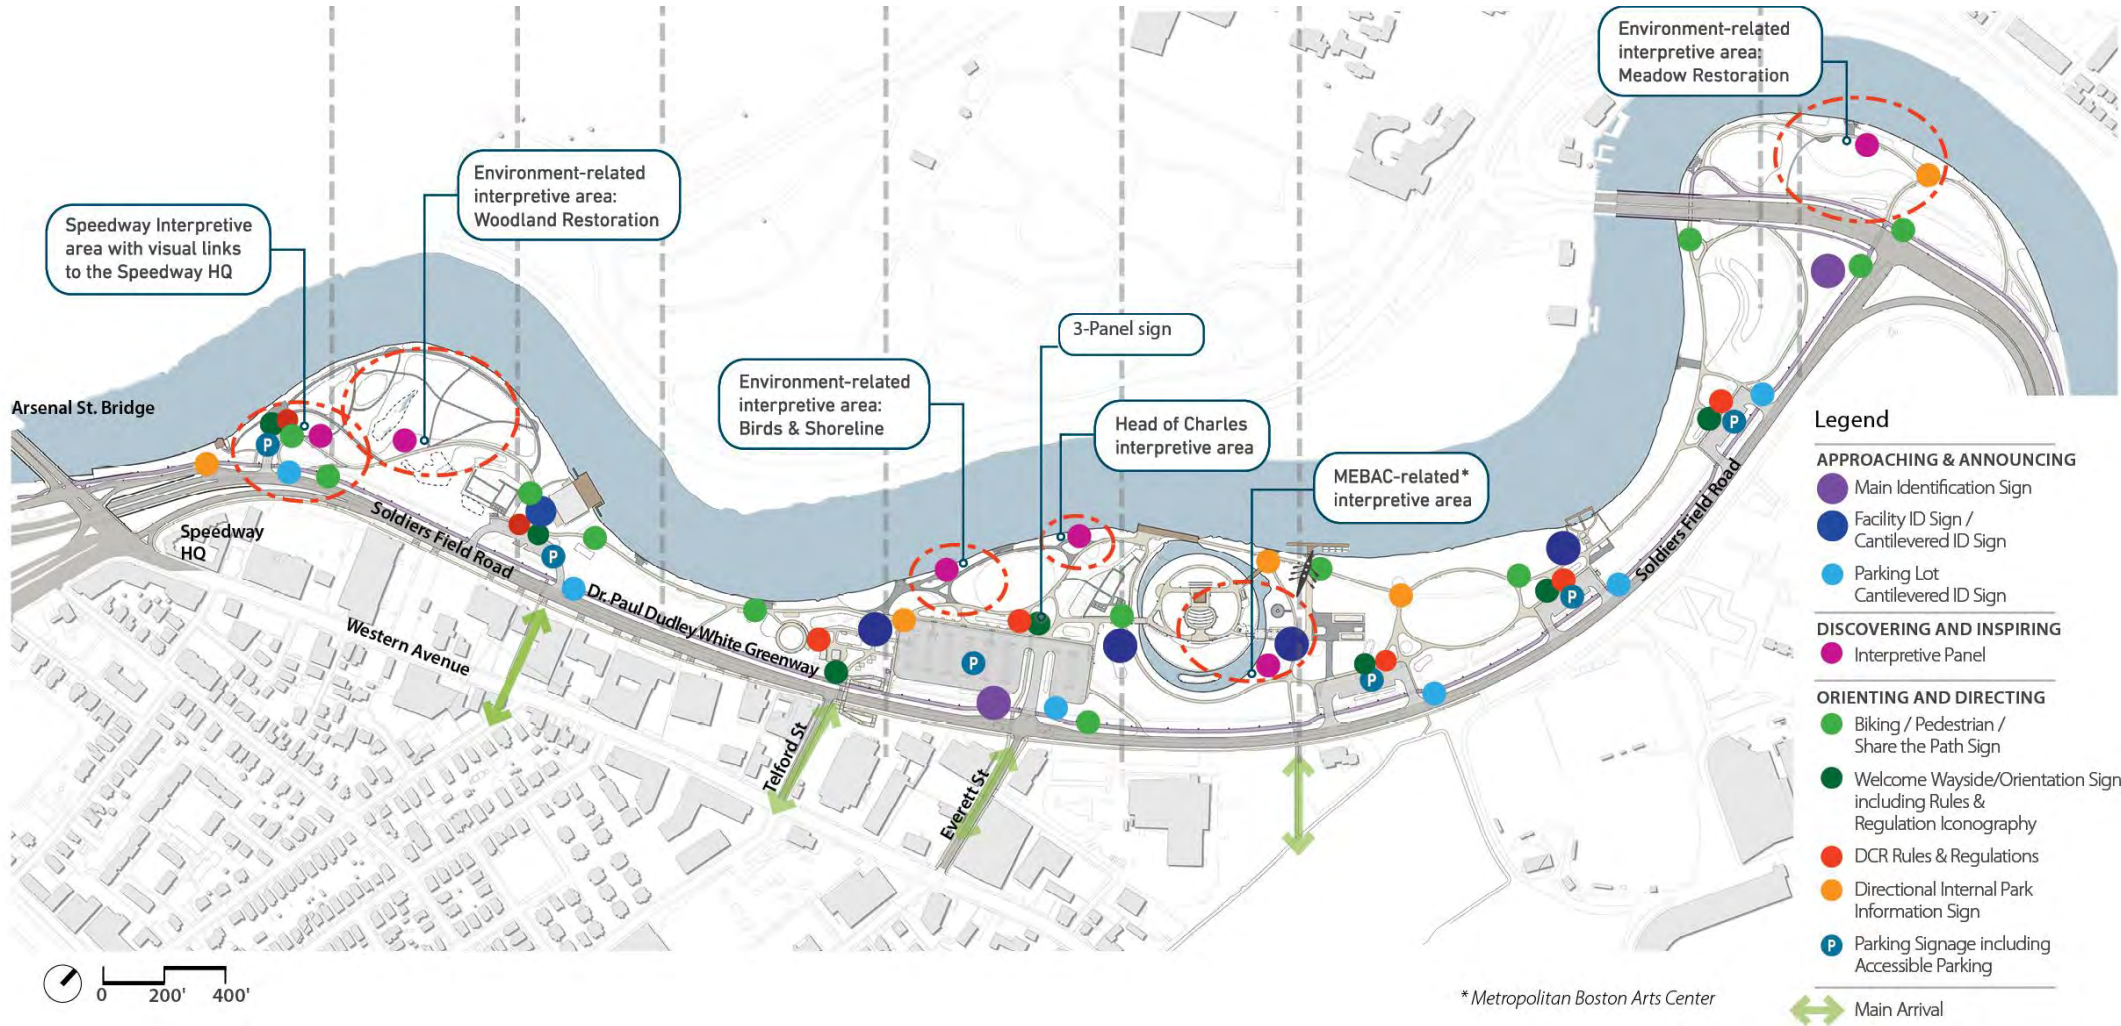 Environment-related
interpretive area:
Meadow Restoration
Environment-related
interpretive area:
Woodland Restoration
Speedway Interpretive
area with visual links
to the Speedway HQ
3-Panel sign
Environment-related
interpretive area:
Birds & Shoreline
Head of Charles
interpretive area
MEBAC-related*
interpretive area
Arsenal St. Bridge
Speedway
HQ
Soldiers Field Road
Dr. Paul Dudley White Greenway
Western Avenue
Telford St
Everett St
Soldiers Field Road
P
P
P
P
P
P
Legend
APPROACHING & ANNOUNCING
Main Identification Sign
Facility ID Sign /
Cantilevered ID Sign
Parking Lot
Cantilevered ID Sign
DISCOVERING AND INSPIRING
Interpretive Panel
ORIENTING AND DIRECTING
Biking / Pedestrian /
Share the Path Sign
Welcome Wayside/Orientation Sign
including Rules &
Regulation Iconography
DCR Rules & Regulations
Directional Internal Park
Information Sign
P
Parking Signage including
Accessible Parking
Main Arrival
0 200' 400'
* Metropolitan Boston Arts Center